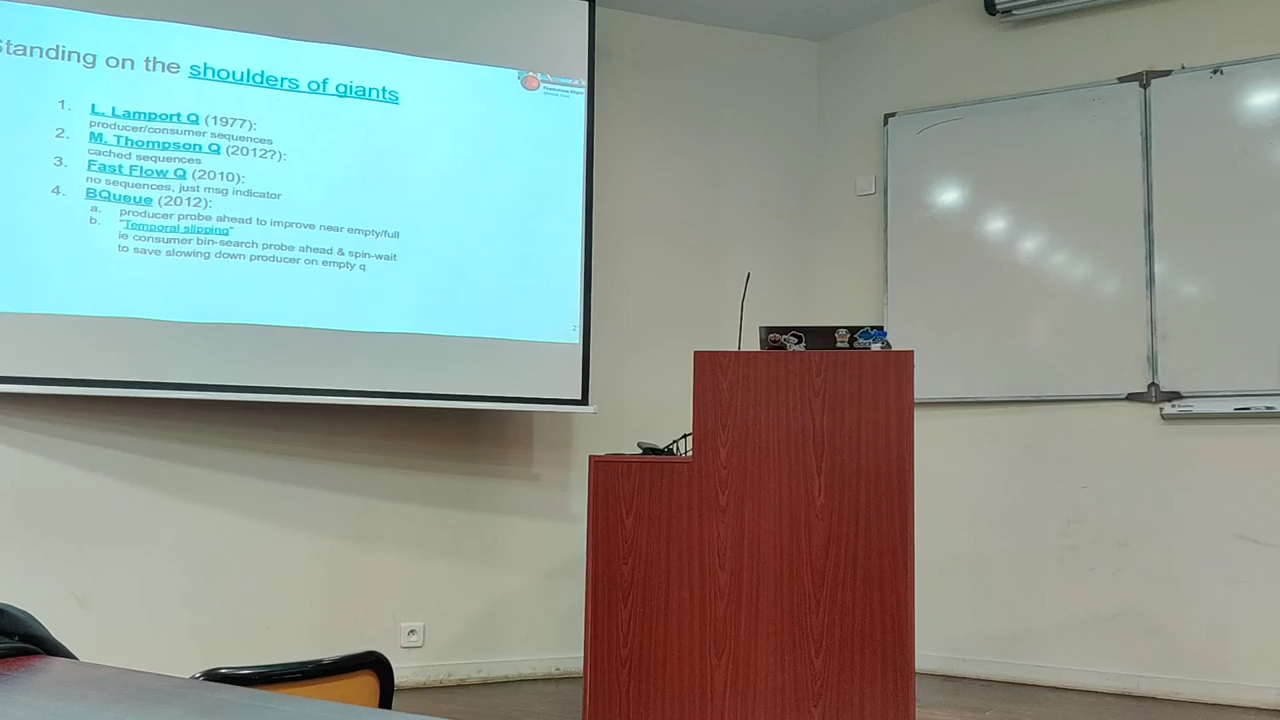 Standing on the shoulders of giants
1. L. Lamport Q (1977):
producer/consumer sequences
2. M. Thompson Q (2012?):
cached sequences
3. Fast Flow Q (2010):
no sequences, just msg indicator
4. BQueue (2012):
a. producer probe ahead to improve near empty/full
b. "Temporal slipping"
ie consumer bin-search probe ahead & spin-wait
to save slowing down producer on empty q
2